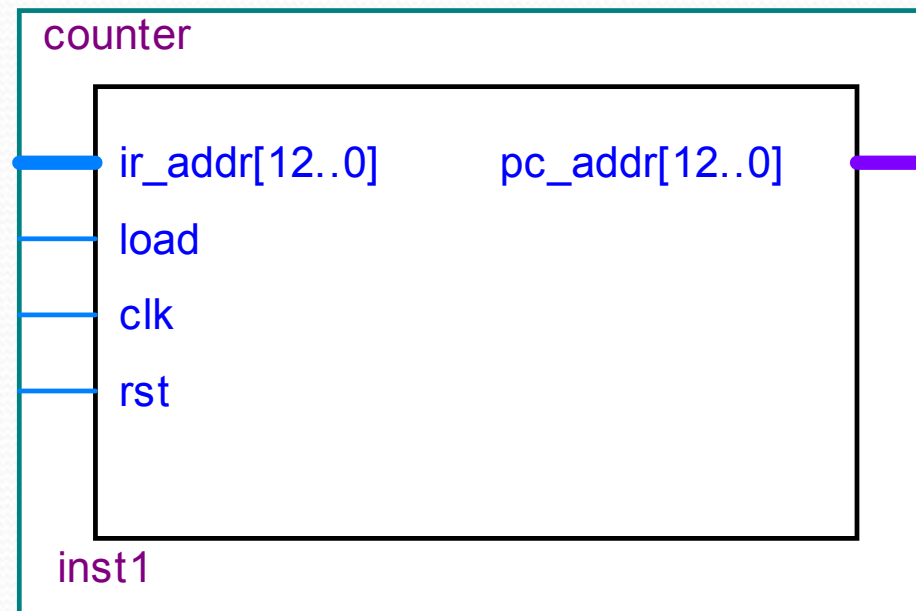 counter
ir_addr[12..0] pc_addr[12..0]
load
clk
rst
inst1